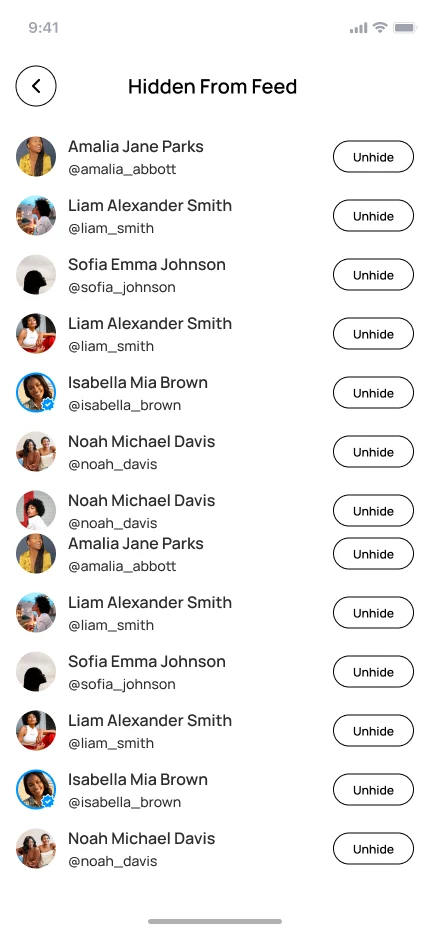 9:41
Hidden From Feed
Amalia Jane Parks
@amalia_abbott
Unhide
Liam Alexander Smith
@liam_smith
Unhide
Sofia Emma Johnson
@sofia_johnson
Unhide
Liam Alexander Smith
@liam_smith
Unhide
Isabella Mia Brown
@isabella_brown
Unhide
Noah Michael Davis
@noah_davis
Unhide
Noah Michael Davis
@noah_davis
Unhide
Amalia Jane Parks
@amalia_abbott
Unhide
Liam Alexander Smith
@liam_smith
Unhide
Sofia Emma Johnson
@sofia_johnson
Unhide
Liam Alexander Smith
@liam_smith
Unhide
Isabella Mia Brown
@isabella_brown
Unhide
Noah Michael Davis
@noah_davis
Unhide